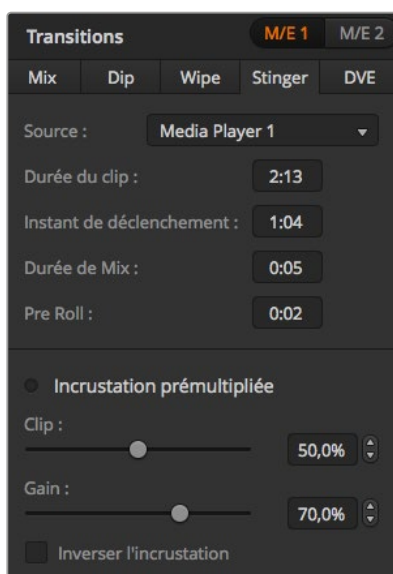 Transitions M/E 1 M/E 2
Mix Dip Wipe Stinger DVE
Source : Media Player 1
Durée du clip : 2:13
Instant de déclenchement : 1:04
Durée de Mix : 0:05
Pre Roll : 0:02
Incrustation prémultipliée
Clip :
50,0%
Gain :
70,0%
Inverser l'incrustation